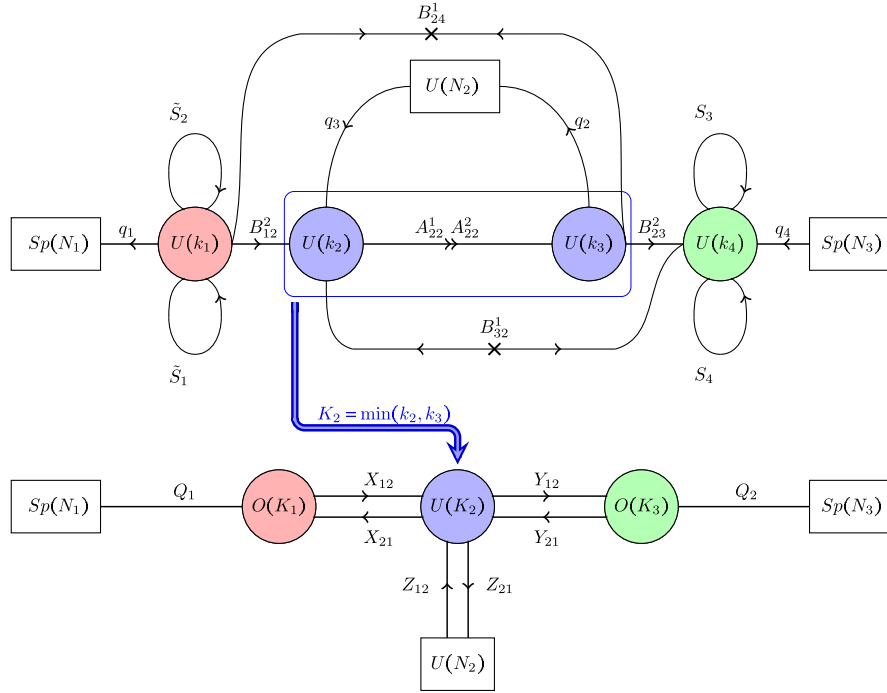 B^1_{24}
U(N_2)
S̃_2
q_3
q_2
S_3
Sp(N_1)
q_1
U(k_1)
B^2_{12}
U(k_2)
A^1_{22} A^2_{22}
U(k_3)
B^2_{23}
U(k_4)
q_4
Sp(N_3)
B^1_{32}
S̃_1
S_4
K_2 = min(k_2, k_3)
Sp(N_1)
Q_1
O(K_1)
X_{12}
X_{21}
U(K_2)
Y_{12}
Y_{21}
O(K_3)
Q_2
Sp(N_3)
Z_{12}
Z_{21}
U(N_2)